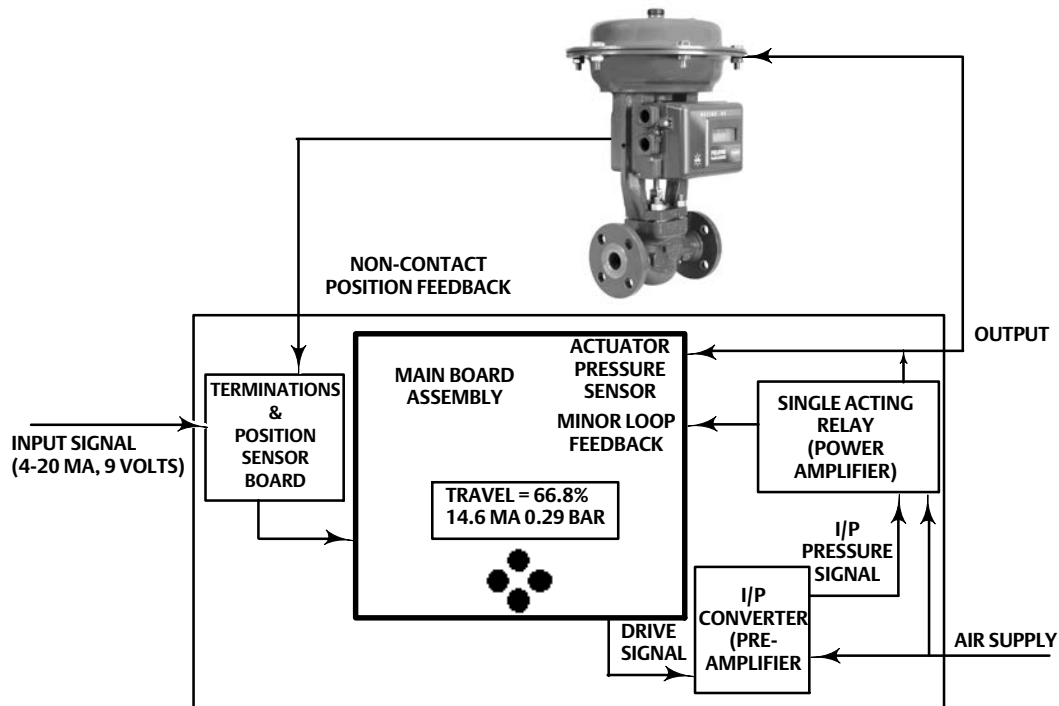 NON-CONTACT
POSITION FEEDBACK
OUTPUT
ACTUATOR
PRESSURE
SENSOR
MAIN BOARD
ASSEMBLY
MINOR LOOP
FEEDBACK
TERMINATIONS
&
POSITION
SENSOR
BOARD
INPUT SIGNAL
(4-20 MA, 9 VOLTS)
SINGLE ACTING
RELAY
(POWER
AMPLIFIER)
TRAVEL = 66.8%
14.6 MA 0.29 BAR
I/P
PRESSURE
SIGNAL
I/P
CONVERTER
(PRE-
AMPLIFIER
DRIVE
SIGNAL
AIR SUPPLY